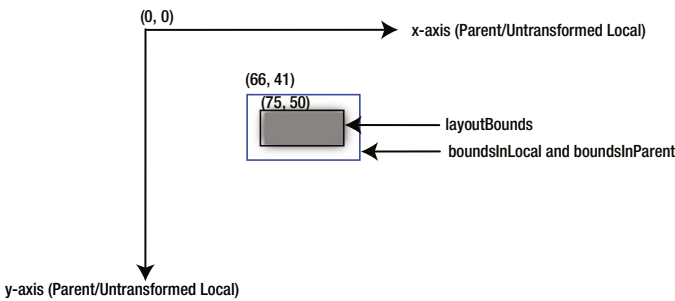 (0, 0)
x-axis (Parent/Untransformed Local)
(66, 41)
(75, 50)
layoutBounds
boundsInLocal and boundsInParent
y-axis (Parent/Untransformed Local)